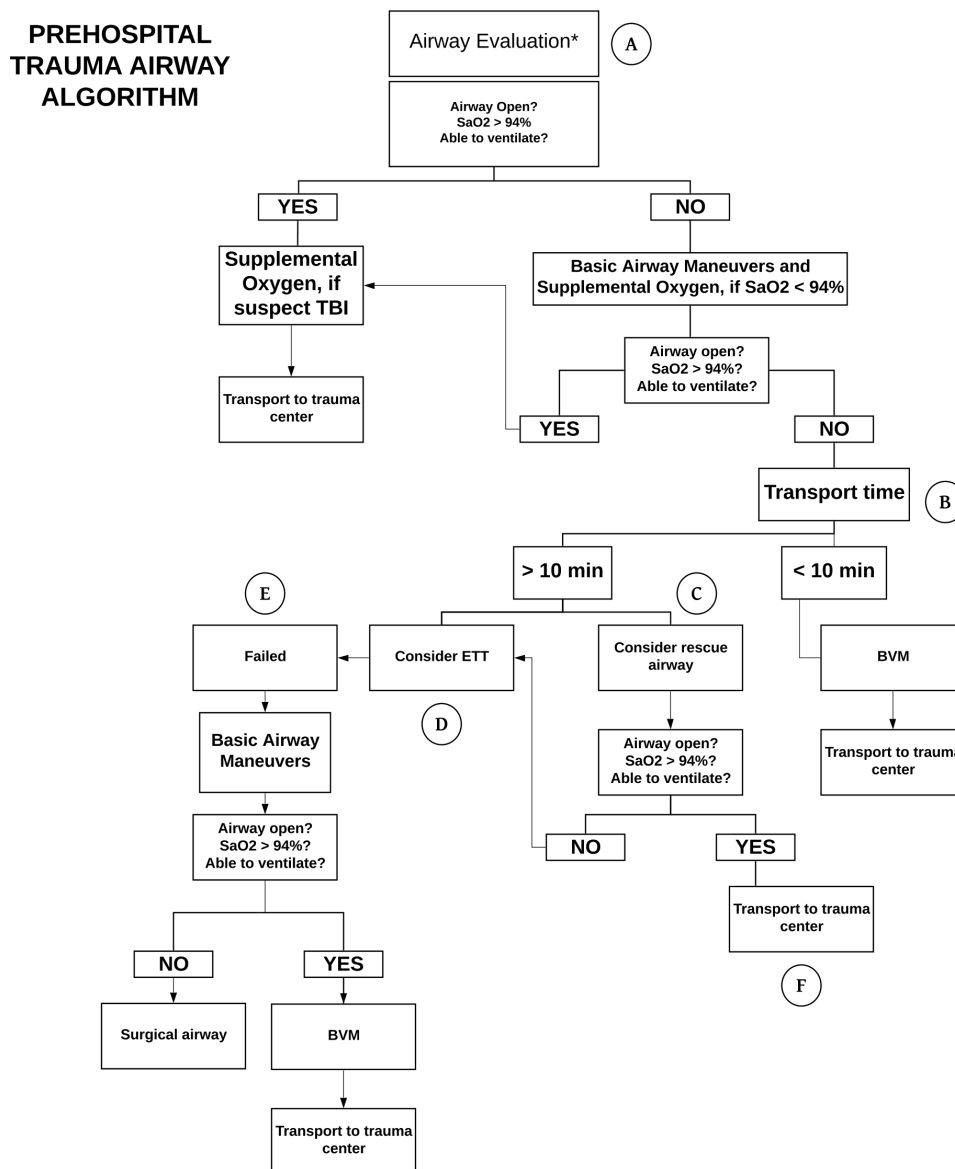 PREHOSPITAL
TRAUMA AIRWAY
ALGORITHM
Airway Evaluation*
A
Airway Open?
SaO2 > 94%
Able to ventilate?
YES
NO
Supplemental
Oxygen, if
suspect TBI
Basic Airway Maneuvers and
Supplemental Oxygen, if SaO2 < 94%
Airway open?
SaO2 > 94%?
Able to ventilate?
Transport to trauma
center
YES
NO
Transport time
B
> 10 min
< 10 min
E
C
Failed
Consider ETT
Consider rescue
airway
BVM
D
Basic Airway
Maneuvers
Airway open?
SaO2 > 94%?
Able to ventilate?
Transport to trauma
center
Airway open?
SaO2 > 94%?
Able to ventilate?
NO
YES
Transport to trauma
center
NO
YES
F
Surgical airway
BVM
Transport to trauma
center